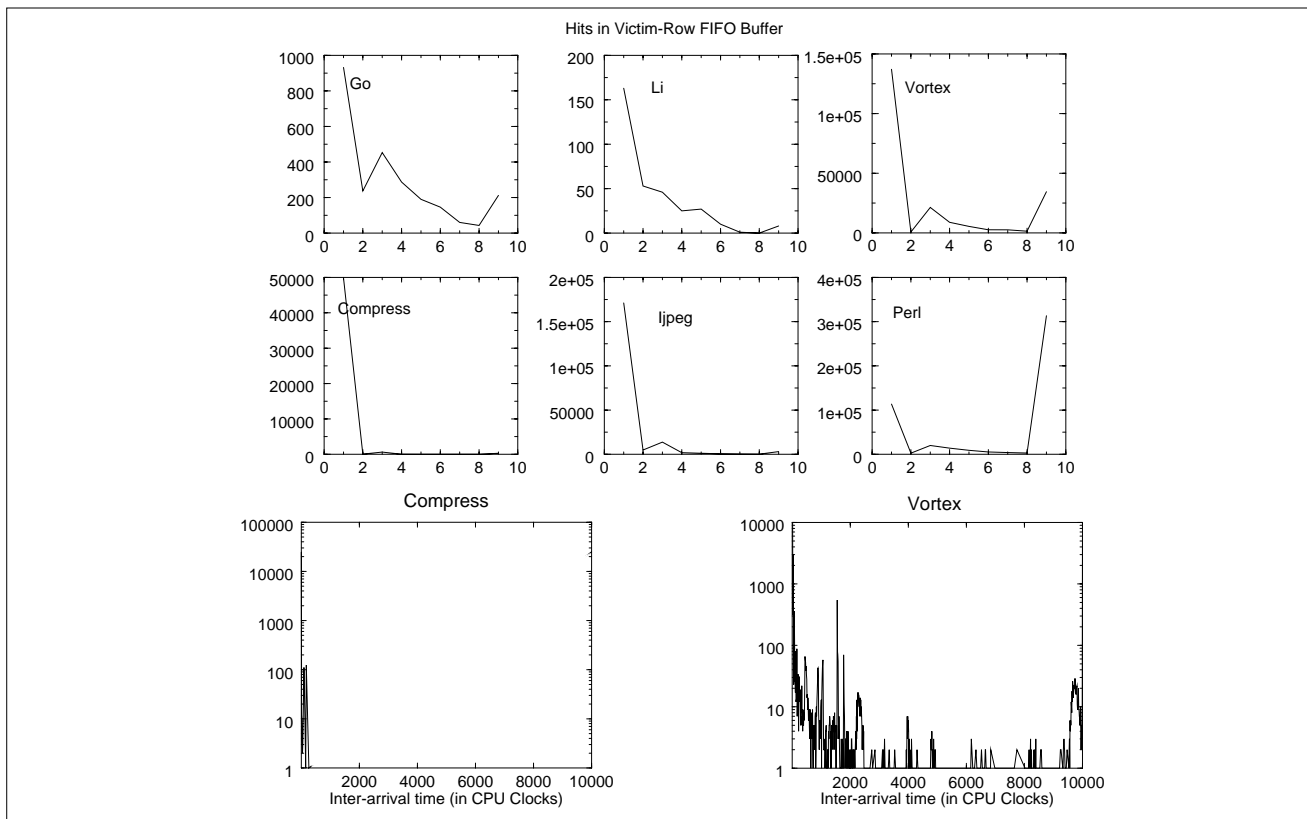 Hits in Victim-Row FIFO Buffer
Go
1000
800
600
400
200
0
0 2 4 6 8 10
Li
200
150
100
50
0
0 2 4 6 8 10
Vortex
1.5e+05
1e+05
50000
0
0 2 4 6 8 10
Compress
50000
40000
30000
20000
10000
0
0 2 4 6 8 10
Ijpeg
2e+05
1.5e+05
1e+05
50000
0
0 2 4 6 8 10
Perl
4e+05
3e+05
2e+05
1e+05
0
0 2 4 6 8 10
Compress
100000
10000
1000
100
10
1
2000 4000 6000 8000 10000
Inter-arrival time (in CPU Clocks)
Vortex
10000
1000
100
10
1
2000 4000 6000 8000 10000
Inter-arrival time (in CPU Clocks)